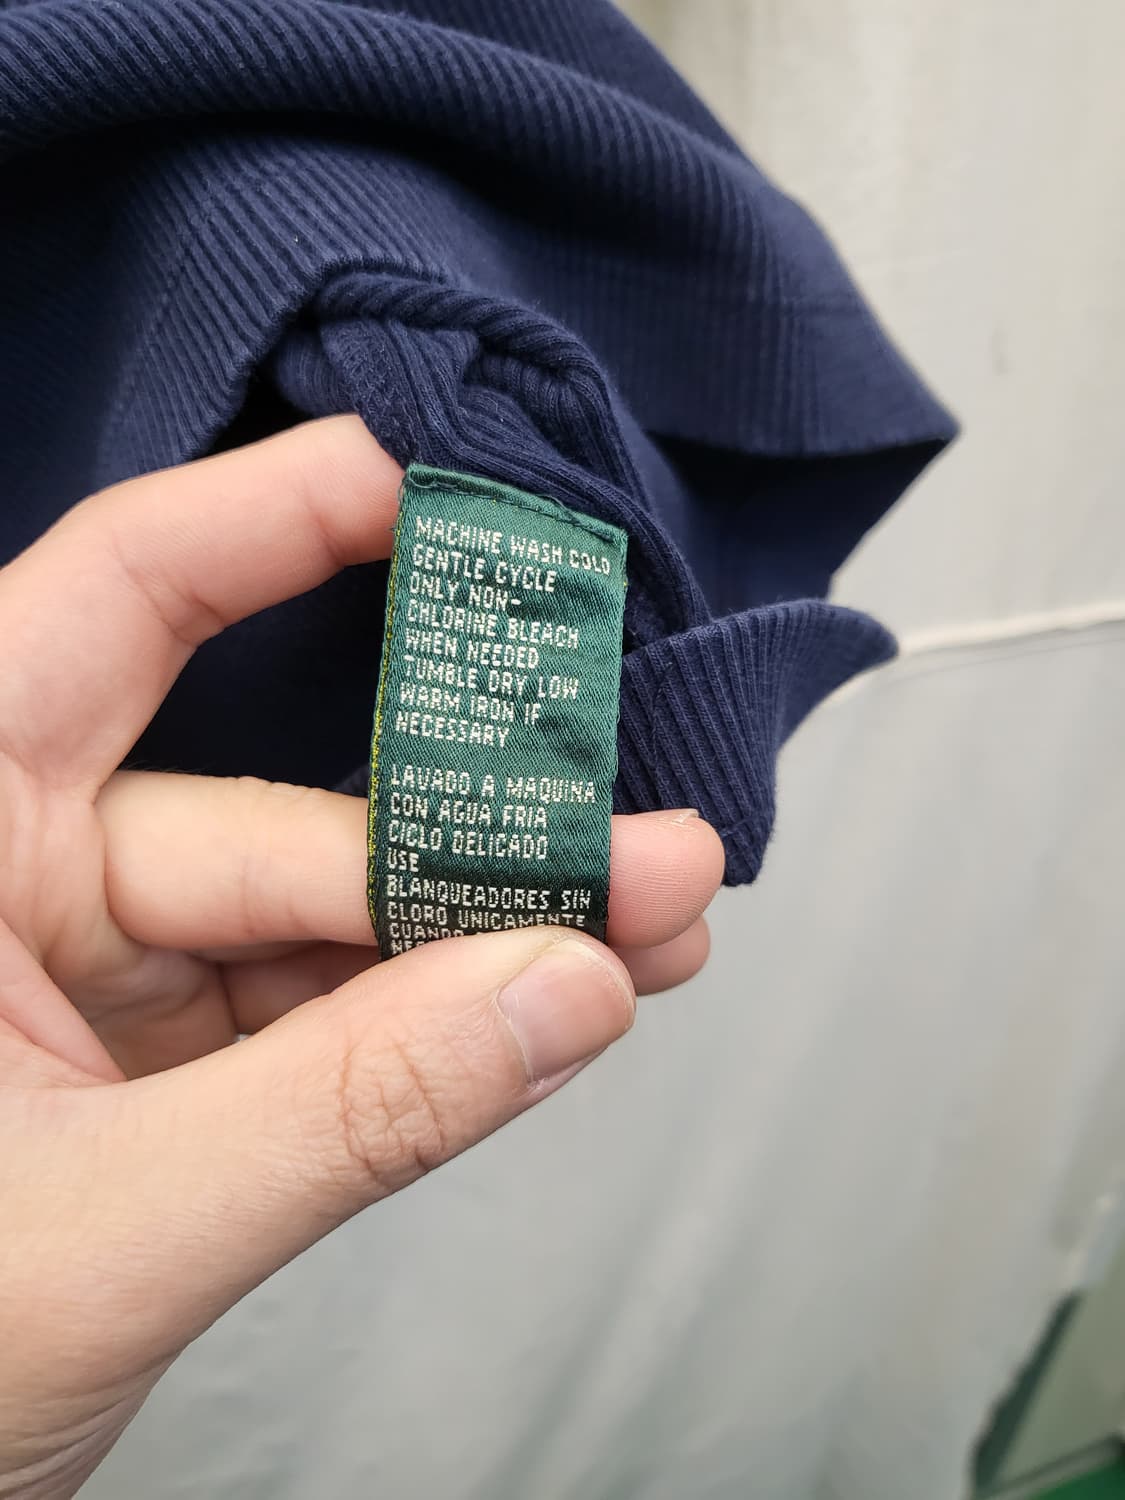 MACHINE WASH COLD
GENTLE CYCLE
ONLY NON-
CHLORINE BLEACH
WHEN NEEDED
TUMBLE DRY LOW
WARM IRON IF
NECESSARY
LAVADO A MAQUINA
CON AGUA FRIA
CICLO DELICADO
USE
BLANQUEADORES SIN
CLORO UNICAMENTE
CUANDO